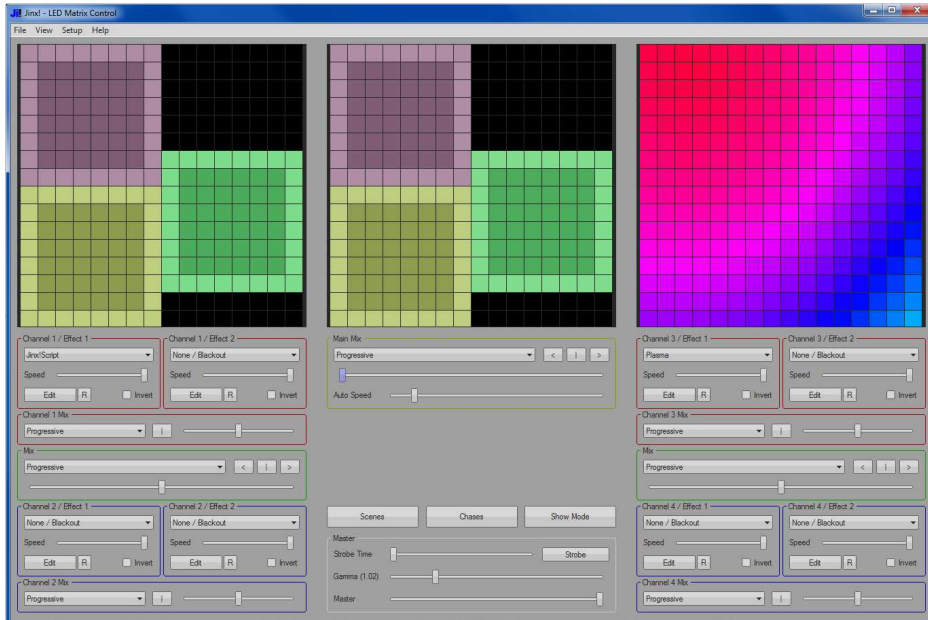 Jinx! - LED Matrix Control
File View Setup Help
Channel 1 / Effect 1
Jinx!Script
Speed
Edit R Invert
Channel 1 / Effect 2
None / Blackout
Speed
Edit R Invert
Channel 1 Mix
Progressive |
Mix
Progressive < | >
Channel 2 / Effect 1
None / Blackout
Speed
Edit R Invert
Channel 2 / Effect 2
None / Blackout
Speed
Edit R Invert
Channel 2 Mix
Progressive |
Main Mix
Progressive < | >
Auto Speed
Scenes Chases Show Mode
Master
Strobe Time Strobe
Gamma (1.02)
Master
Channel 3 / Effect 1
Plasma
Speed
Edit R Invert
Channel 3 / Effect 2
None / Blackout
Speed
Edit R Invert
Channel 3 Mix
Progressive |
Mix
Progressive < | >
Channel 4 / Effect 1
None / Blackout
Speed
Edit R Invert
Channel 4 / Effect 2
None / Blackout
Speed
Edit R Invert
Channel 4 Mix
Progressive |